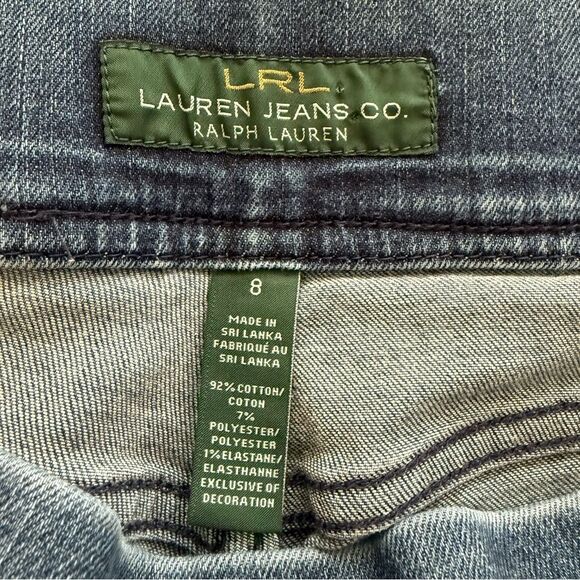 LRL
LAUREN JEANS CO.
RALPH LAUREN
8
MADE IN
SRI LANKA
FABRIQUÉ AU
SRI LANKA
92% COTTON/
COTON
7%
POLYESTER/
POLYESTER
1% ELASTANE/
ELASTHANNE
EXCLUSIVE OF
DECORATION